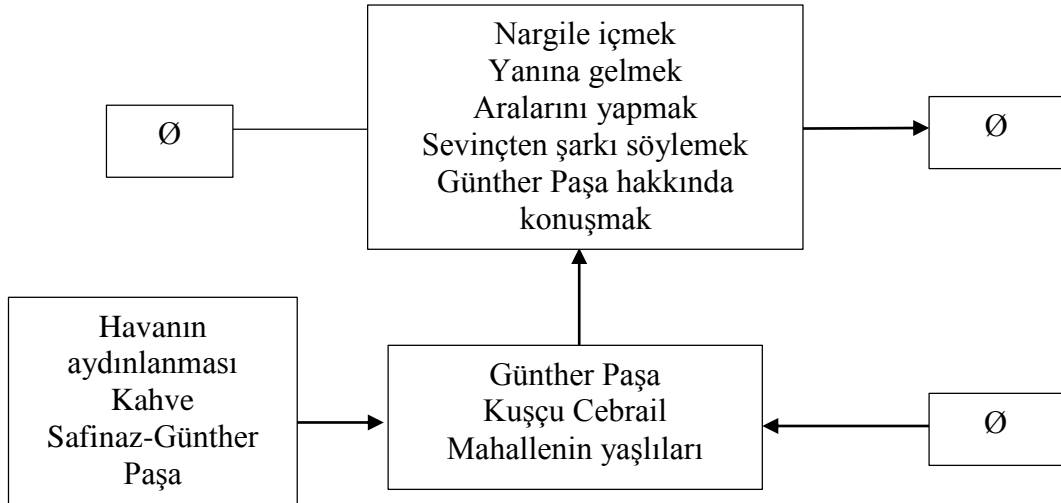 Nargile içmek
Yanına gelmek
Aralarını yapmak
Sevinçten şarkı söylemek
Günther Paşa hakkında
konuşmak
Ø
Ø
Havanın
aydınlanması
Kahve
Safinaz-Günther
Paşa
Günther Paşa
Kuşçu Cebrail
Mahallenin yaşlıları
Ø